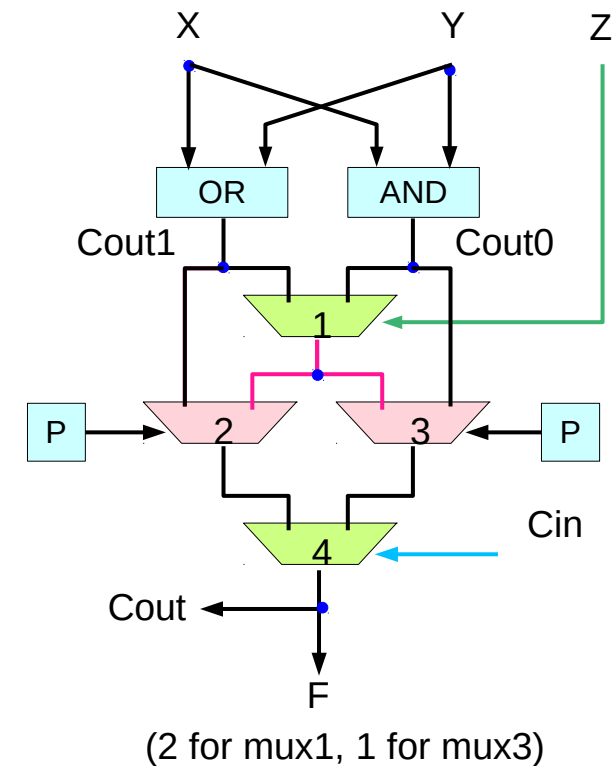 X Y Z
OR AND
Cout1 Cout0
1
P 2 3 P
Cin
4
Cout
F
(2 for mux1, 1 for mux3)